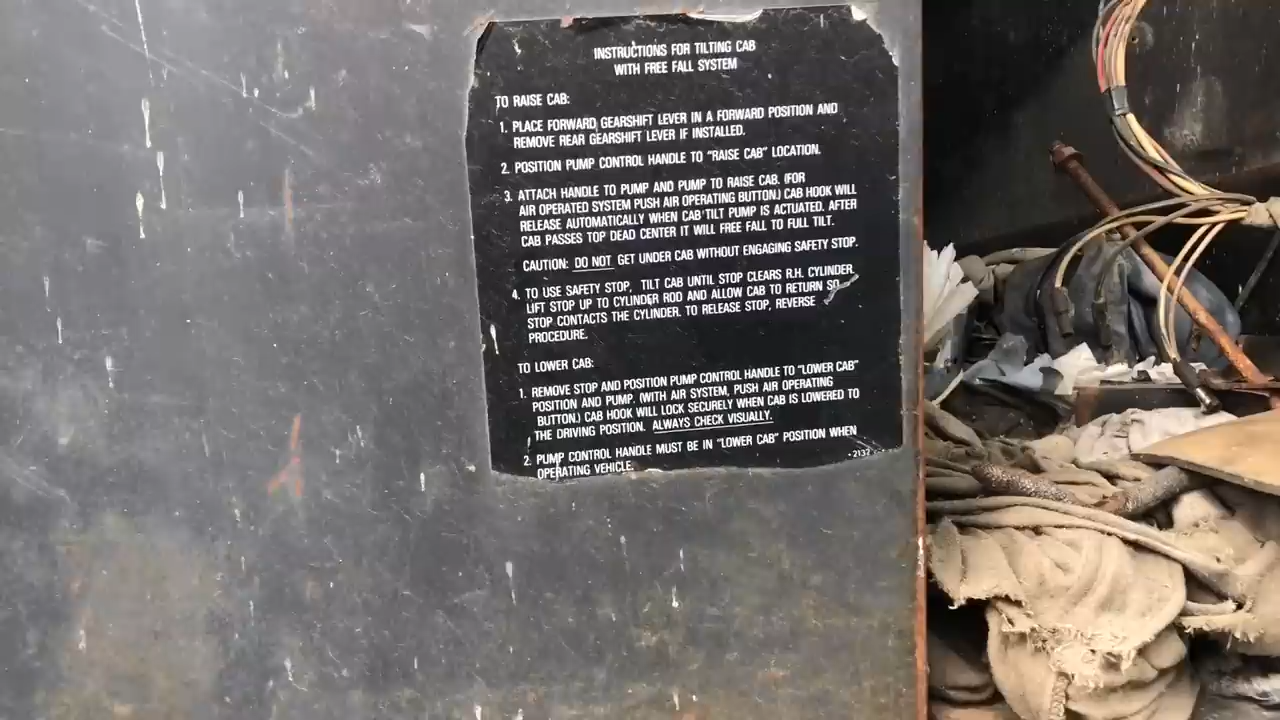 INSTRUCTIONS FOR TILTING CAB
WITH FREE FALL SYSTEM
TO RAISE CAB:
1. PLACE FORWARD GEARSHIFT LEVER IN A FORWARD POSITION AND
REMOVE REAR GEARSHIFT LEVER IF INSTALLED.
2. POSITION PUMP CONTROL HANDLE TO "RAISE CAB" LOCATION.
3. ATTACH HANDLE TO PUMP AND PUMP TO RAISE CAB. (FOR
AIR OPERATED SYSTEM PUSH AIR OPERATING BUTTON.) CAB HOOK WILL
RELEASE AUTOMATICALLY WHEN CAB TILT PUMP IS ACTUATED. AFTER
CAB PASSES TOP DEAD CENTER IT WILL FREE FALL TO FULL TILT.
CAUTION: DO NOT GET UNDER CAB WITHOUT ENGAGING SAFETY STOP.
4. TO USE SAFETY STOP, TILT CAB UNTIL STOP CLEARS R.H. CYLINDER.
LIFT STOP UP TO CYLINDER ROD AND ALLOW CAB TO RETURN SO
STOP CONTACTS THE CYLINDER. TO RELEASE STOP, REVERSE
PROCEDURE.
TO LOWER CAB:
1. REMOVE STOP AND POSITION PUMP CONTROL HANDLE TO "LOWER CAB"
POSITION AND PUMP. (WITH AIR SYSTEM, PUSH AIR OPERATING
BUTTON.) CAB HOOK WILL LOCK SECURELY WHEN CAB IS LOWERED TO
THE DRIVING POSITION. ALWAYS CHECK VISUALLY.
2. PUMP CONTROL HANDLE MUST BE IN "LOWER CAB" POSITION WHEN
OPERATING VEHICLE.
-2137